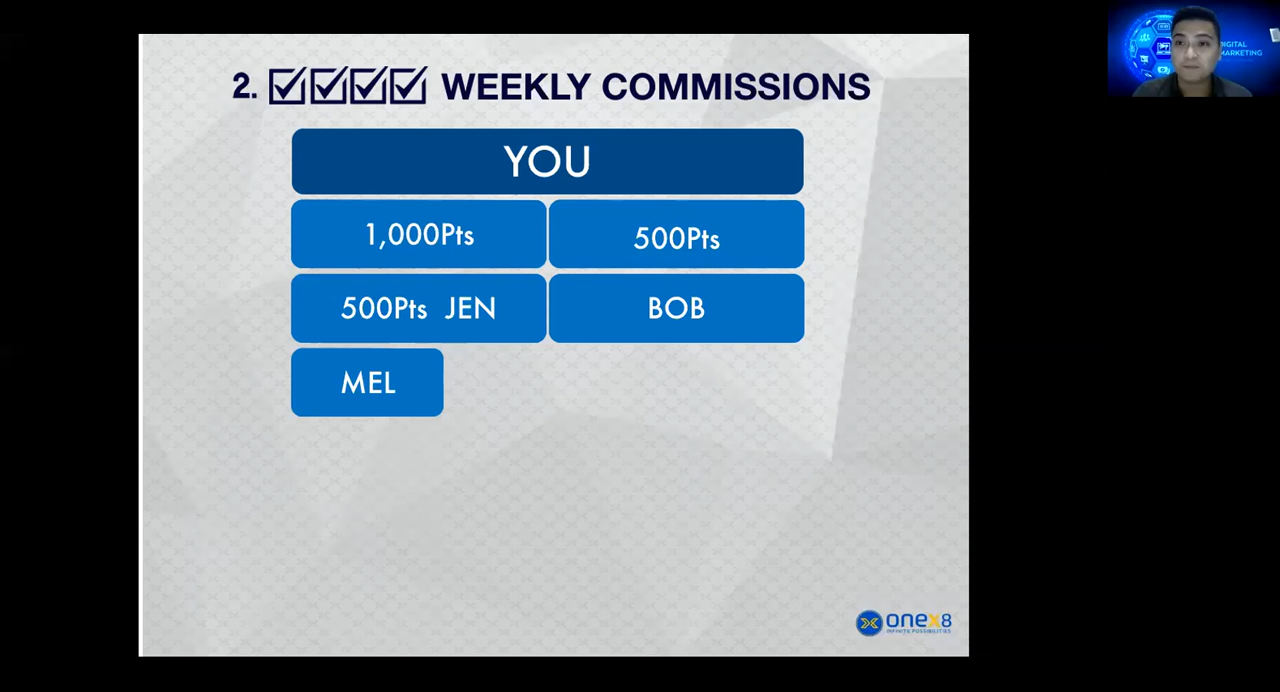 2. ☑☑☑☑ WEEKLY COMMISSIONS
YOU
1,000Pts 500Pts
500Pts JEN BOB
MEL
onex8
INFINITE POSSIBILITIES
DIGITAL
MARKETING